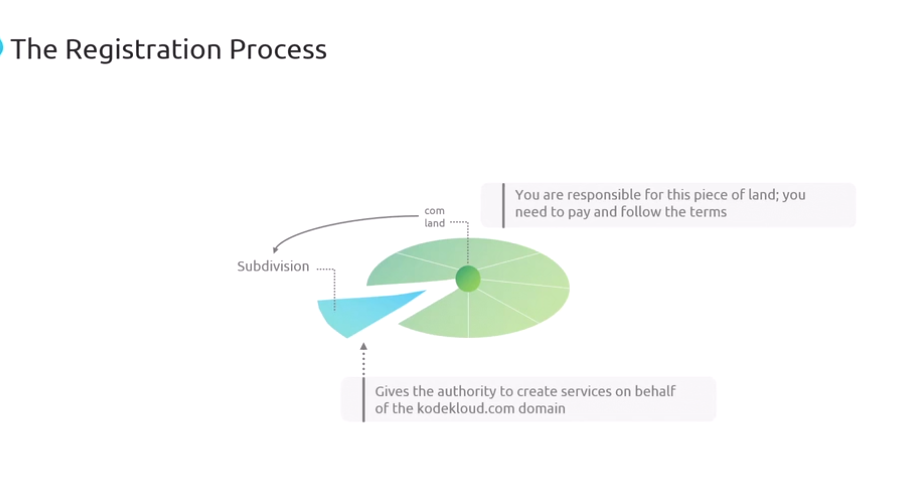 The Registration Process
You are responsible for this piece of land; you
need to pay and follow the terms
com
land
Subdivision
Gives the authority to create services on behalf
of the kodekloud.com domain